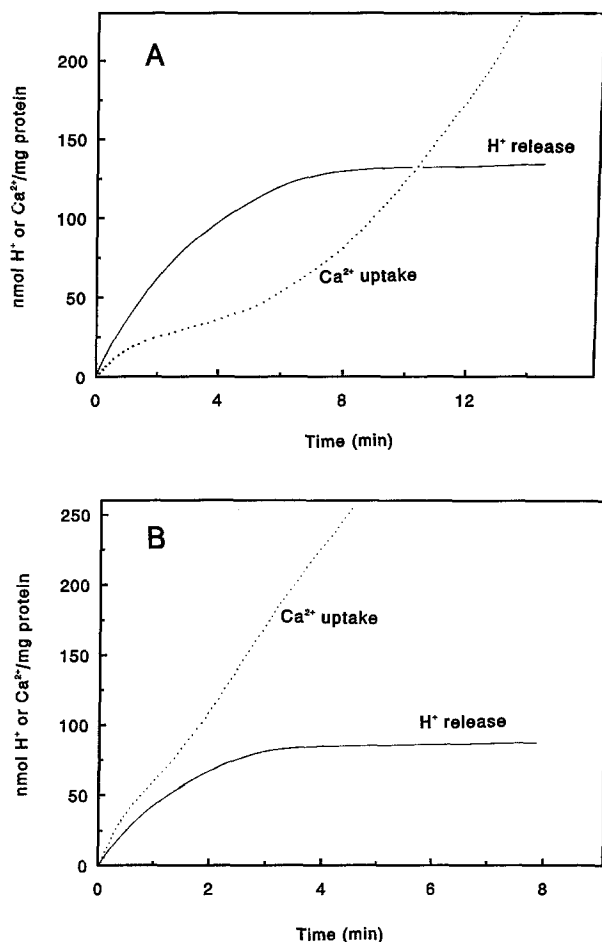 A
nmol H⁺ or Ca²⁺/mg protein
200
150
100
50
0
H⁺ release
Ca²⁺ uptake
0 4 8 12
Time (min)
B
nmol H⁺ or Ca²⁺/mg protein
250
200
150
100
50
0
Ca²⁺ uptake
H⁺ release
0 2 4 6 8
Time (min)